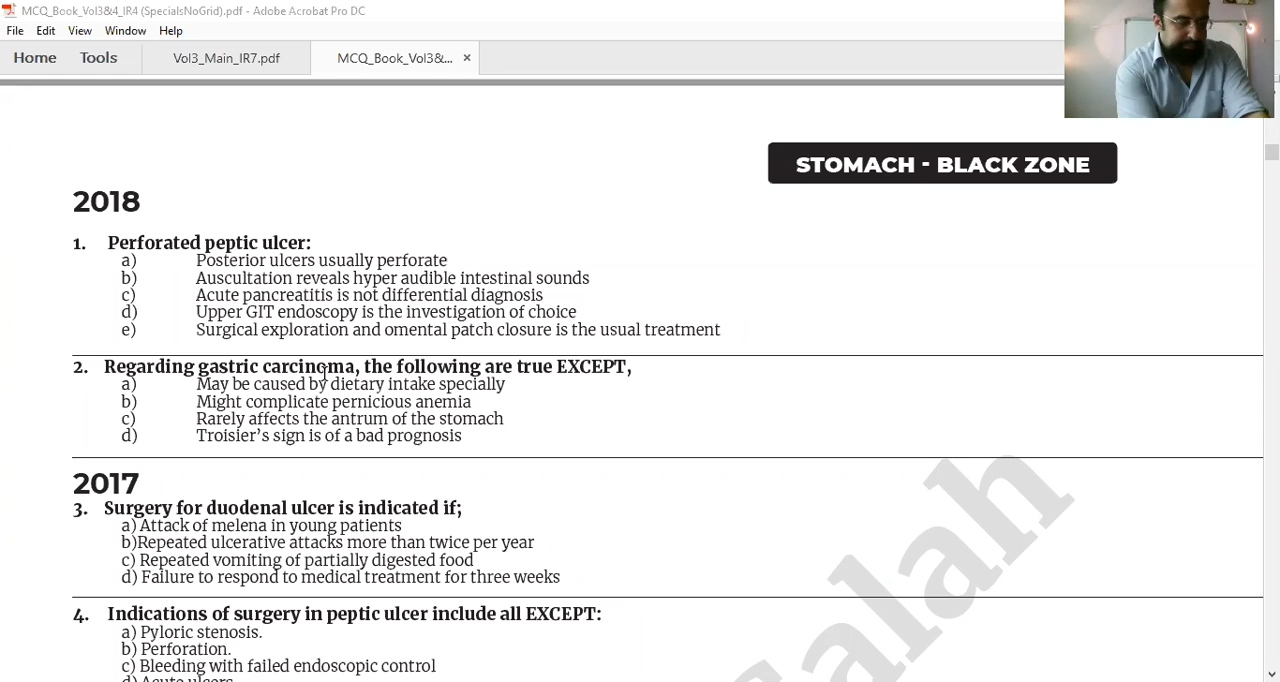 MCQ_Book_Vol3&4_IR4 (SpecialsNoGrid).pdf - Adobe Acrobat Pro DC
File Edit View Window Help
Home Tools Vol3_Main_IR7.pdf MCQ_Book_Vol3&... ×
STOMACH - BLACK ZONE
2018
1. Perforated peptic ulcer:
a) Posterior ulcers usually perforate
b) Auscultation reveals hyper audible intestinal sounds
c) Acute pancreatitis is not differential diagnosis
d) Upper GIT endoscopy is the investigation of choice
e) Surgical exploration and omental patch closure is the usual treatment
2. Regarding gastric carcinoma, the following are true EXCEPT,
a) May be caused by dietary intake specially
b) Might complicate pernicious anemia
c) Rarely affects the antrum of the stomach
d) Troisier's sign is of a bad prognosis
2017
3. Surgery for duodenal ulcer is indicated if;
a) Attack of melena in young patients
b)Repeated ulcerative attacks more than twice per year
c) Repeated vomiting of partially digested food
d) Failure to respond to medical treatment for three weeks
4. Indications of surgery in peptic ulcer include all EXCEPT:
a) Pyloric stenosis.
b) Perforation.
c) Bleeding with failed endoscopic control
d) Acute ulcers
Salah